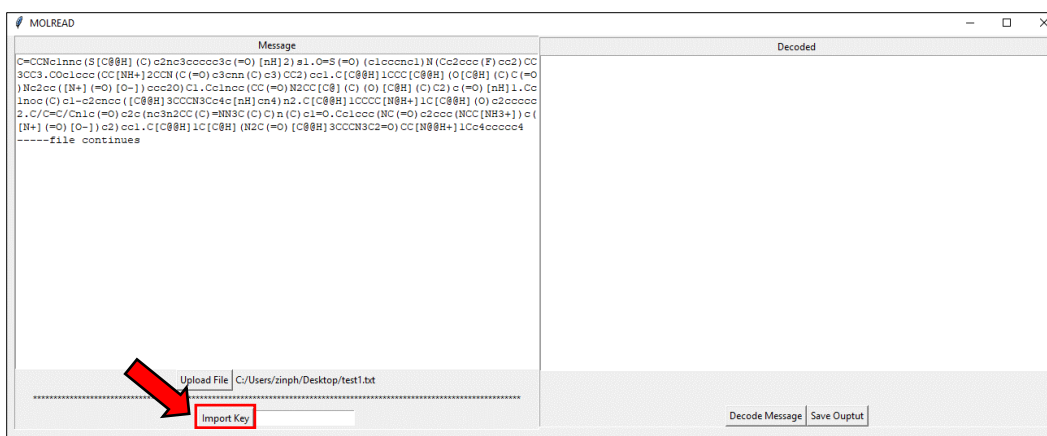 MOLREAD
Message
C=CCNc1nnc(S[C@@H](C)c2nc3ccccc3c(=O)[nH]2)s1.O=S(=O)(c1cccnc1)N(Cc2ccc(F)cc2)CC
3CC3.COc1ccc(CC[NH+]2CCN(C(=O)c3cnn(C)c3)CC2)cc1.C[C@@H]1CCC[C@@H](O[C@H](C)C(=O
)Nc2cc([N+](=O)[O-])ccc2O)C1.Cc1ncc(CC(=O)N2CC[C@](C)(O)[C@H](C)C2)c(=O)[nH]1.Cc
1noc(C)c1-c2cncc([C@@H]3CCCN3Cc4c[nH]cn4)n2.C[C@@H]1CCCC[N@H+]1C[C@@H](O)c2ccccc
2.C/C=C/Cn1c(=O)c2c(nc3n2CC(C)=NN3C(C)C)n(C)c1=O.Cc1ccc(NC(=O)c2ccc(NCC[NH3+])c(
[N+](=O)[O-])c2)cc1.C[C@@H]1C[C@H](N2C(=O)[C@@H]3CCCN3C2=O)CC[N@@H+]1Cc4ccccc4
-----file continues
Upload File C:/Users/zinph/Desktop/test1.txt
Import Key
Decoded
Decode Message Save Ouptut